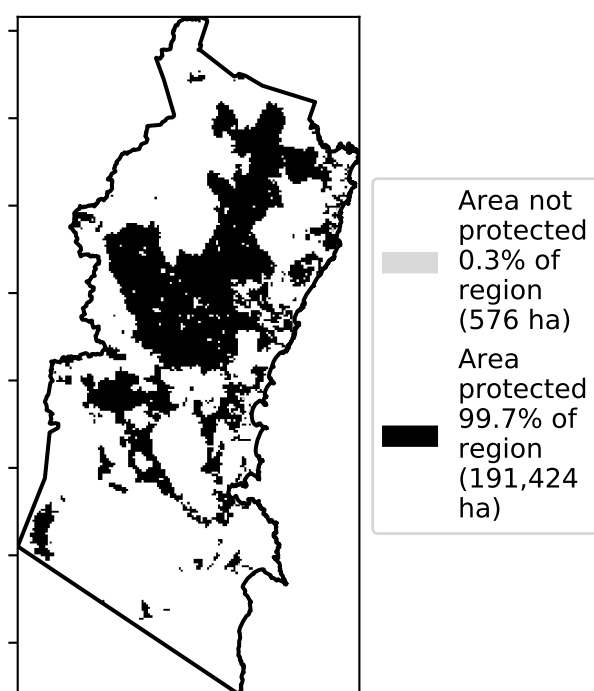 Area not
protected
0.3% of
region
(576 ha)
Area
protected
99.7% of
region
(191,424
ha)